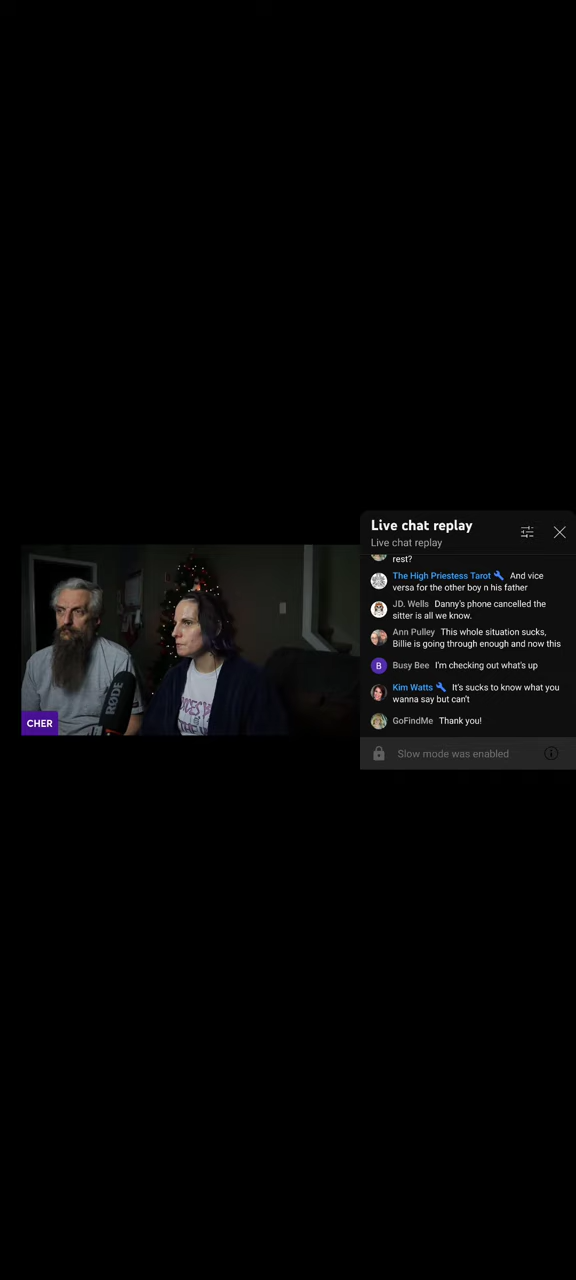 Live chat replay
Live chat replay
rest?
The High Priestess Tarot And vice
versa for the other boy n his father
J.D. Wells Danny's phone cancelled the
sitter is all we know.
Ann Pulley This whole situation sucks,
Billie is going through enough and now this
B Busy Bee I'm checking out what's up
Kim Watts It's sucks to know what you
wanna say but can't
GoFindMe Thank you!
Slow mode was enabled
RØDE
CHER